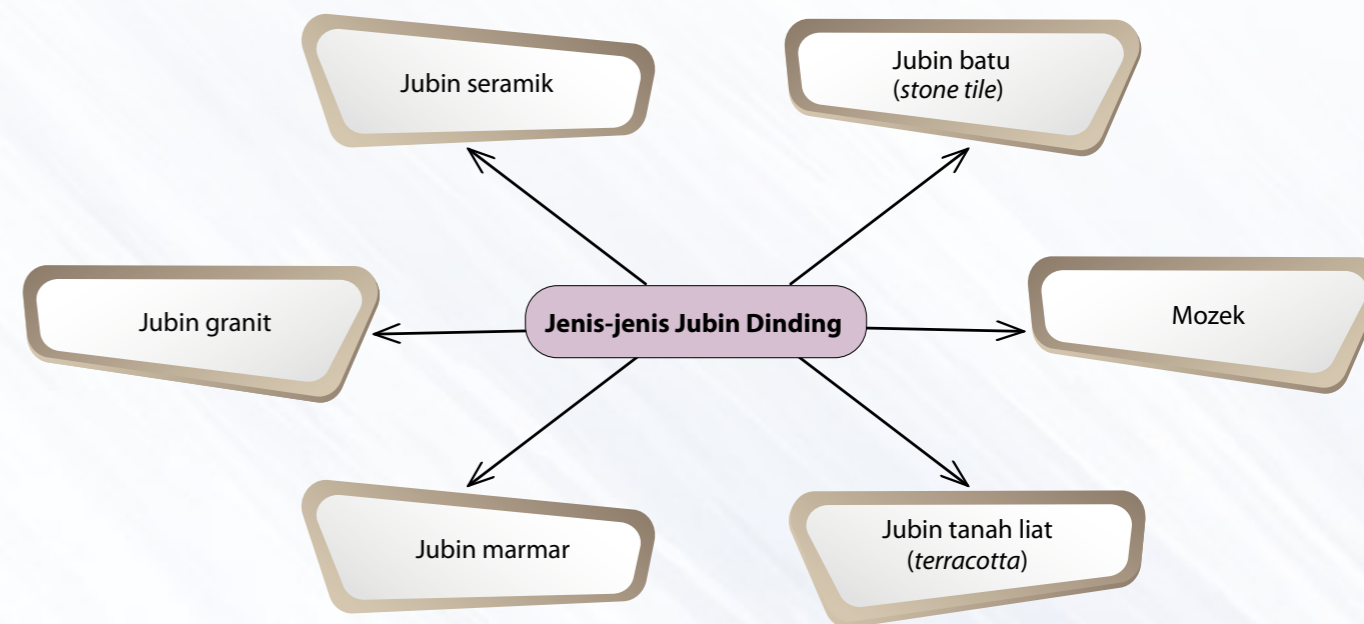 Jubin seramik
Jubin batu
(stone tile)
Jubin granit
Jenis-jenis Jubin Dinding
Mozek
Jubin marmar
Jubin tanah liat
(terracotta)